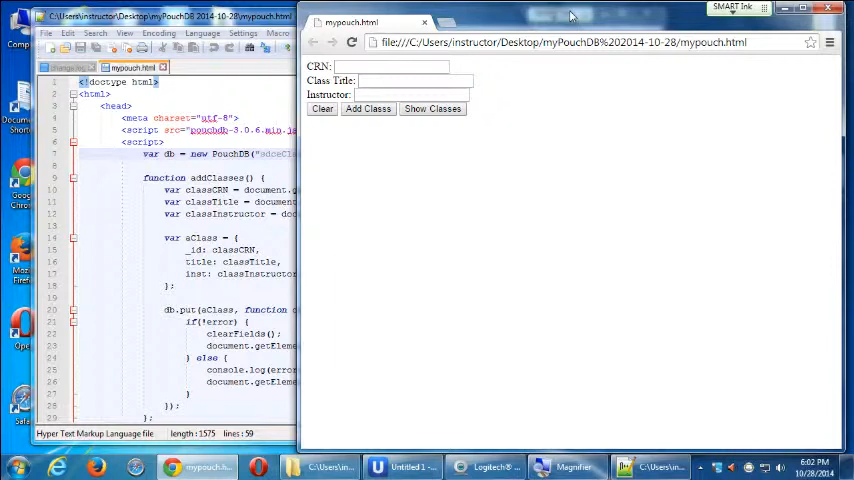 C:\Users\instructor\Desktop\myPouchDB 2014-10-28\mypouch.html
File Edit Search View Encoding Language Settings Macro
changelog mypouch.html
1 <!doctype html>
2 <html>
3 <head>
4 <meta charset="utf-8">
5 <script src="pouchdb-3.0.6.min.js
6 <script>
7 var db = new PouchDB("sdceCla
8
9 function addClasses() {
10 var classCRN = document.g
11 var classTitle = document
12 var classInstructor = doc
13
14 var aClass = {
15 _id: classCRN,
16 title: classTitle,
17 inst: classInstructor
18 };
19
20 db.put(aClass, function
21 if(!error) {
22 clearFields();
23 document.getEleme
24 } else {
25 console.log(error
26 document.getEleme
27 }
28 });
29 };
Hyper Text Markup Language file length : 1575 lines : 59
SMART Ink
mypouch.html
file:///C:/Users/instructor/Desktop/myPouchDB%202014-10-28/mypouch.html
CRN:
Class Title:
Instructor:
Clear Add Classs Show Classes
Document
Google
Mozilla
mypouch.h...
C:\Users\in...
Untitled 1 -...
Logitech® ...
Magnifier
C:\Users\in...
6:02 PM
10/28/2014